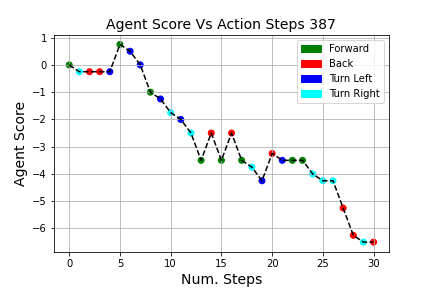 Agent Score Vs Action Steps 387
Forward
Back
Turn Left
Turn Right
1
0
−1
−2
−3
−4
−5
−6
Agent Score
0 5 10 15 20 25 30
Num. Steps